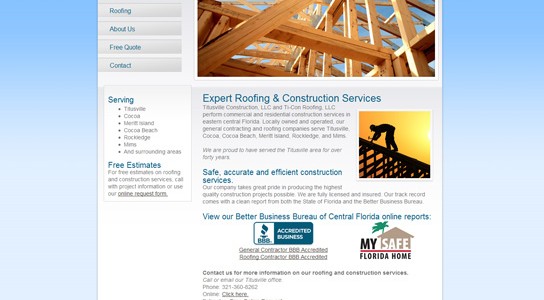 Roofing
About Us
Free Quote
Contact
Serving
Titusville
Cocoa
Merritt Island
Cocoa Beach
Rockledge
Mims
And surrounding areas
Free Estimates
For free estimates on roofing
and construction services, call
with project information or use
our online request form.
Expert Roofing & Construction Services
Titusville Construction, LLC and Ti-Con Roofing, LLC
perform commercial and residential construction services in
eastern central Florida. Locally owned and operated, our
general contracting and roofing companies serve Titusville,
Cocoa, Cocoa Beach, Merritt Island, Rockledge, and Mims.
We are proud to have served the Titusville area for over
forty years.
Safe, accurate and efficient construction
services.
Our company takes great pride in producing the highest
quality construction projects possible. We are fully licensed and insured. Our track record
comes with a clean report from both the State of Florida and the Better Business Bureau.
View our Better Business Bureau of Central Florida online reports:
BBB
ACCREDITED
BUSINESS
General Contractor BBB Accredited
Roofing Contractor BBB Accredited
MY SAFE
FLORIDA HOME
Contact us for more information on our roofing and construction services.
Call or email our Titusville office
Phone: 321-360-8262
Online: Click here